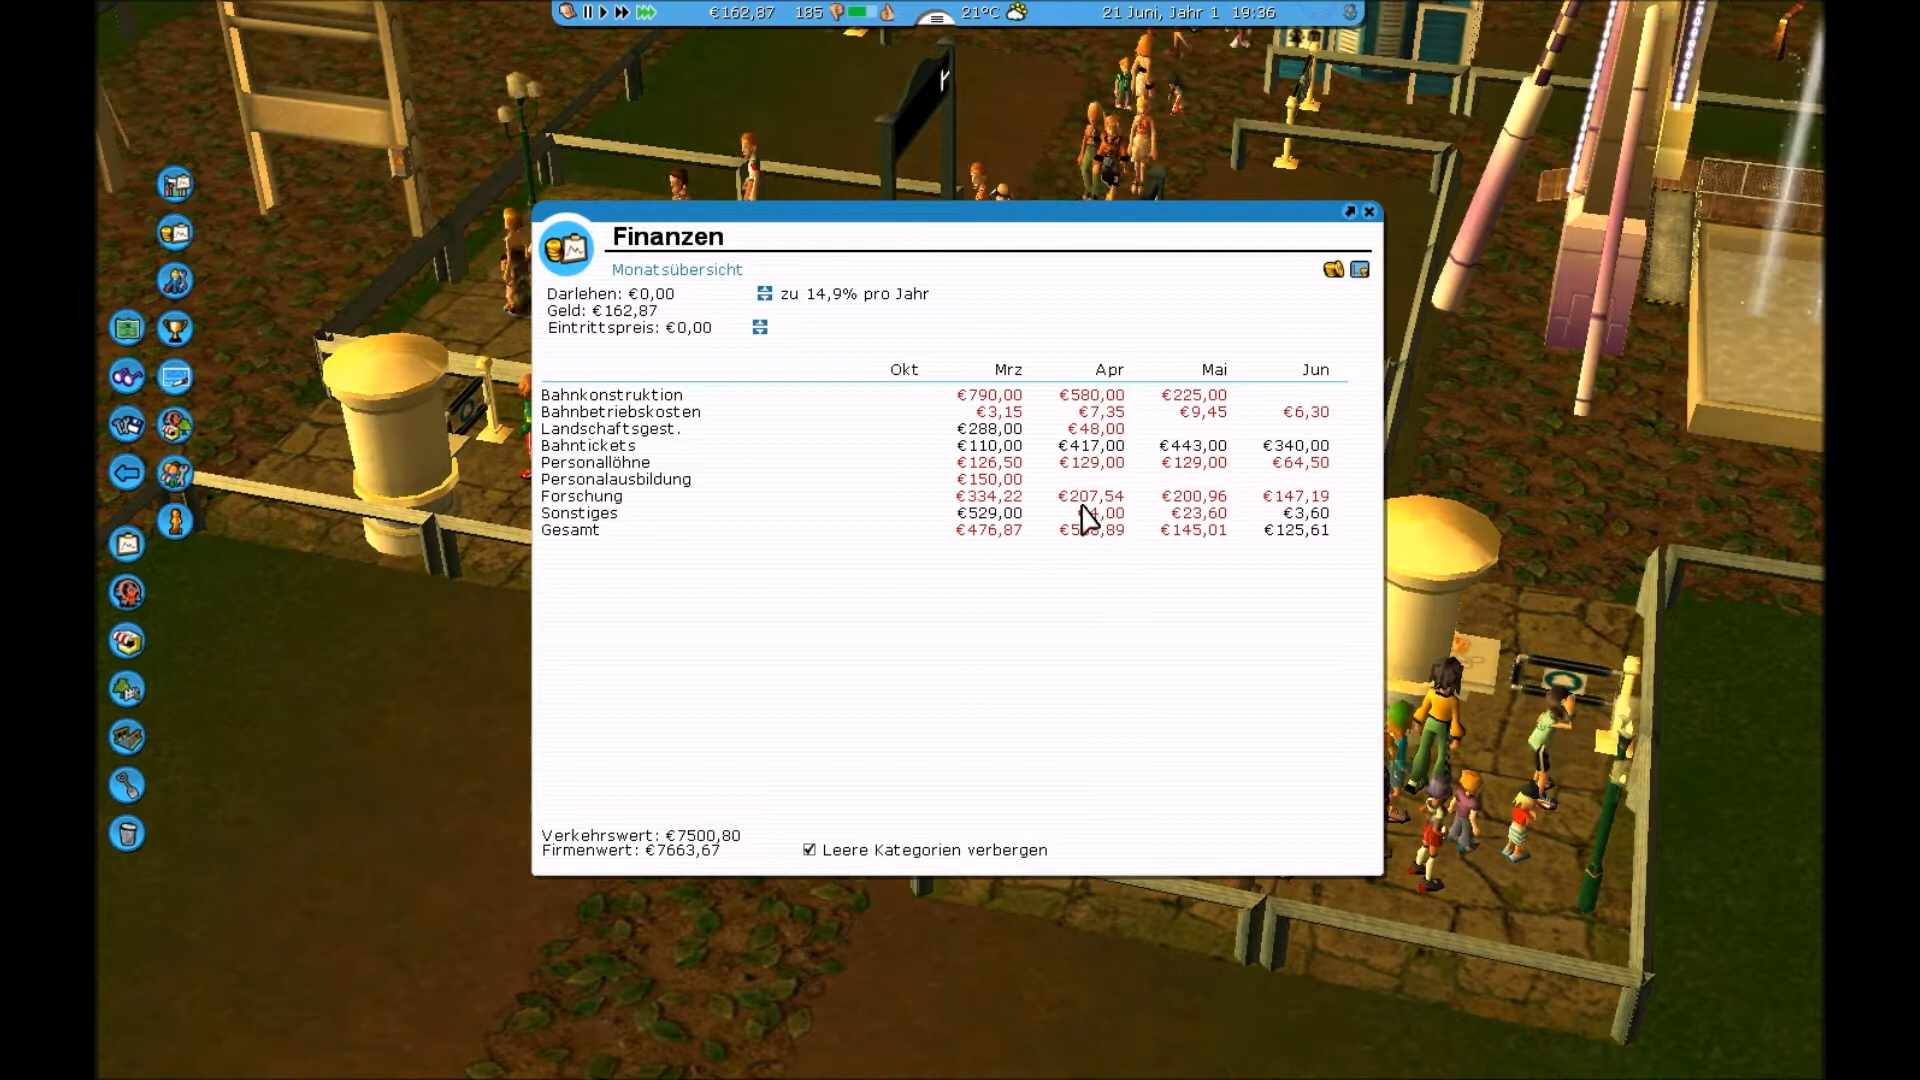 €162,87 185 21°C 21 Juni, Jahr 1 19:36
Finanzen
Monatsübersicht
Darlehen: €0,00 zu 14,9% pro Jahr
Geld: €162,87
Eintrittspreis: €0,00
Okt Mrz Apr Mai Jun
Bahnkonstruktion €790,00 €580,00 €225,00
Bahnbetriebskosten €3,15 €7,35 €9,45 €6,30
Landschaftsgest. €288,00 €48,00
Bahntickets €110,00 €417,00 €443,00 €340,00
Personallöhne €126,50 €129,00 €129,00 €64,50
Personalausbildung €150,00
Forschung €334,22 €207,54 €200,96 €147,19
Sonstiges €529,00 €23,60 €3,60
Gesamt €476,87 €145,01 €125,61
Verkehrswert: €7500,80
Firmenwert: €7663,67
Leere Kategorien verbergen